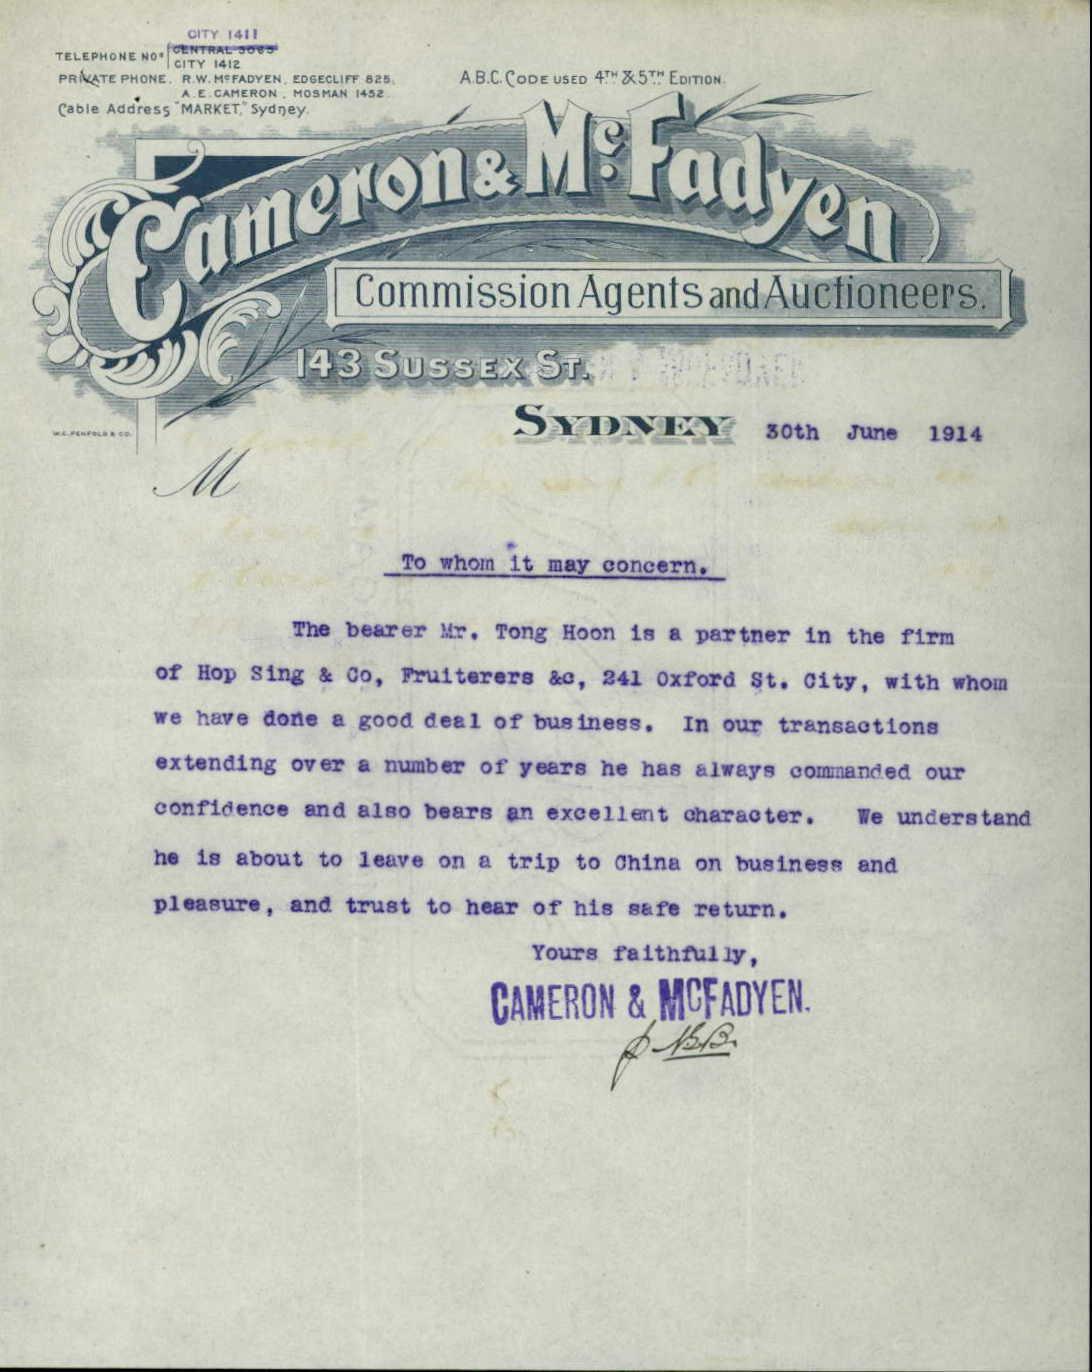 CITY 1411
TELEPHONE NOS CENTRAL 3065
CITY 1412
PRIVATE PHONE. R.W. McFADYEN, EDGECLIFF 825.
A.E. CAMERON, MOSMAN 1452.
Cable Address "MARKET," Sydney.
A.B.C. CODE USED 4TH & 5TH EDITION.
Cameron & McFadyen
Commission Agents and Auctioneers.
143 SUSSEX ST.
W.C. PENFOLD & CO.
SYDNEY 30th June 1914
M
To whom it may concern.
The bearer Mr. Tong Hoon is a partner in the firm
of Hop Sing & Co, Fruiterers &c, 241 Oxford St. City, with whom
we have done a good deal of business. In our transactions
extending over a number of years he has always commanded our
confidence and also bears an excellent character. We understand
he is about to leave on a trip to China on business and
pleasure, and trust to hear of his safe return.
Yours faithfully,
CAMERON & MCFADYEN.